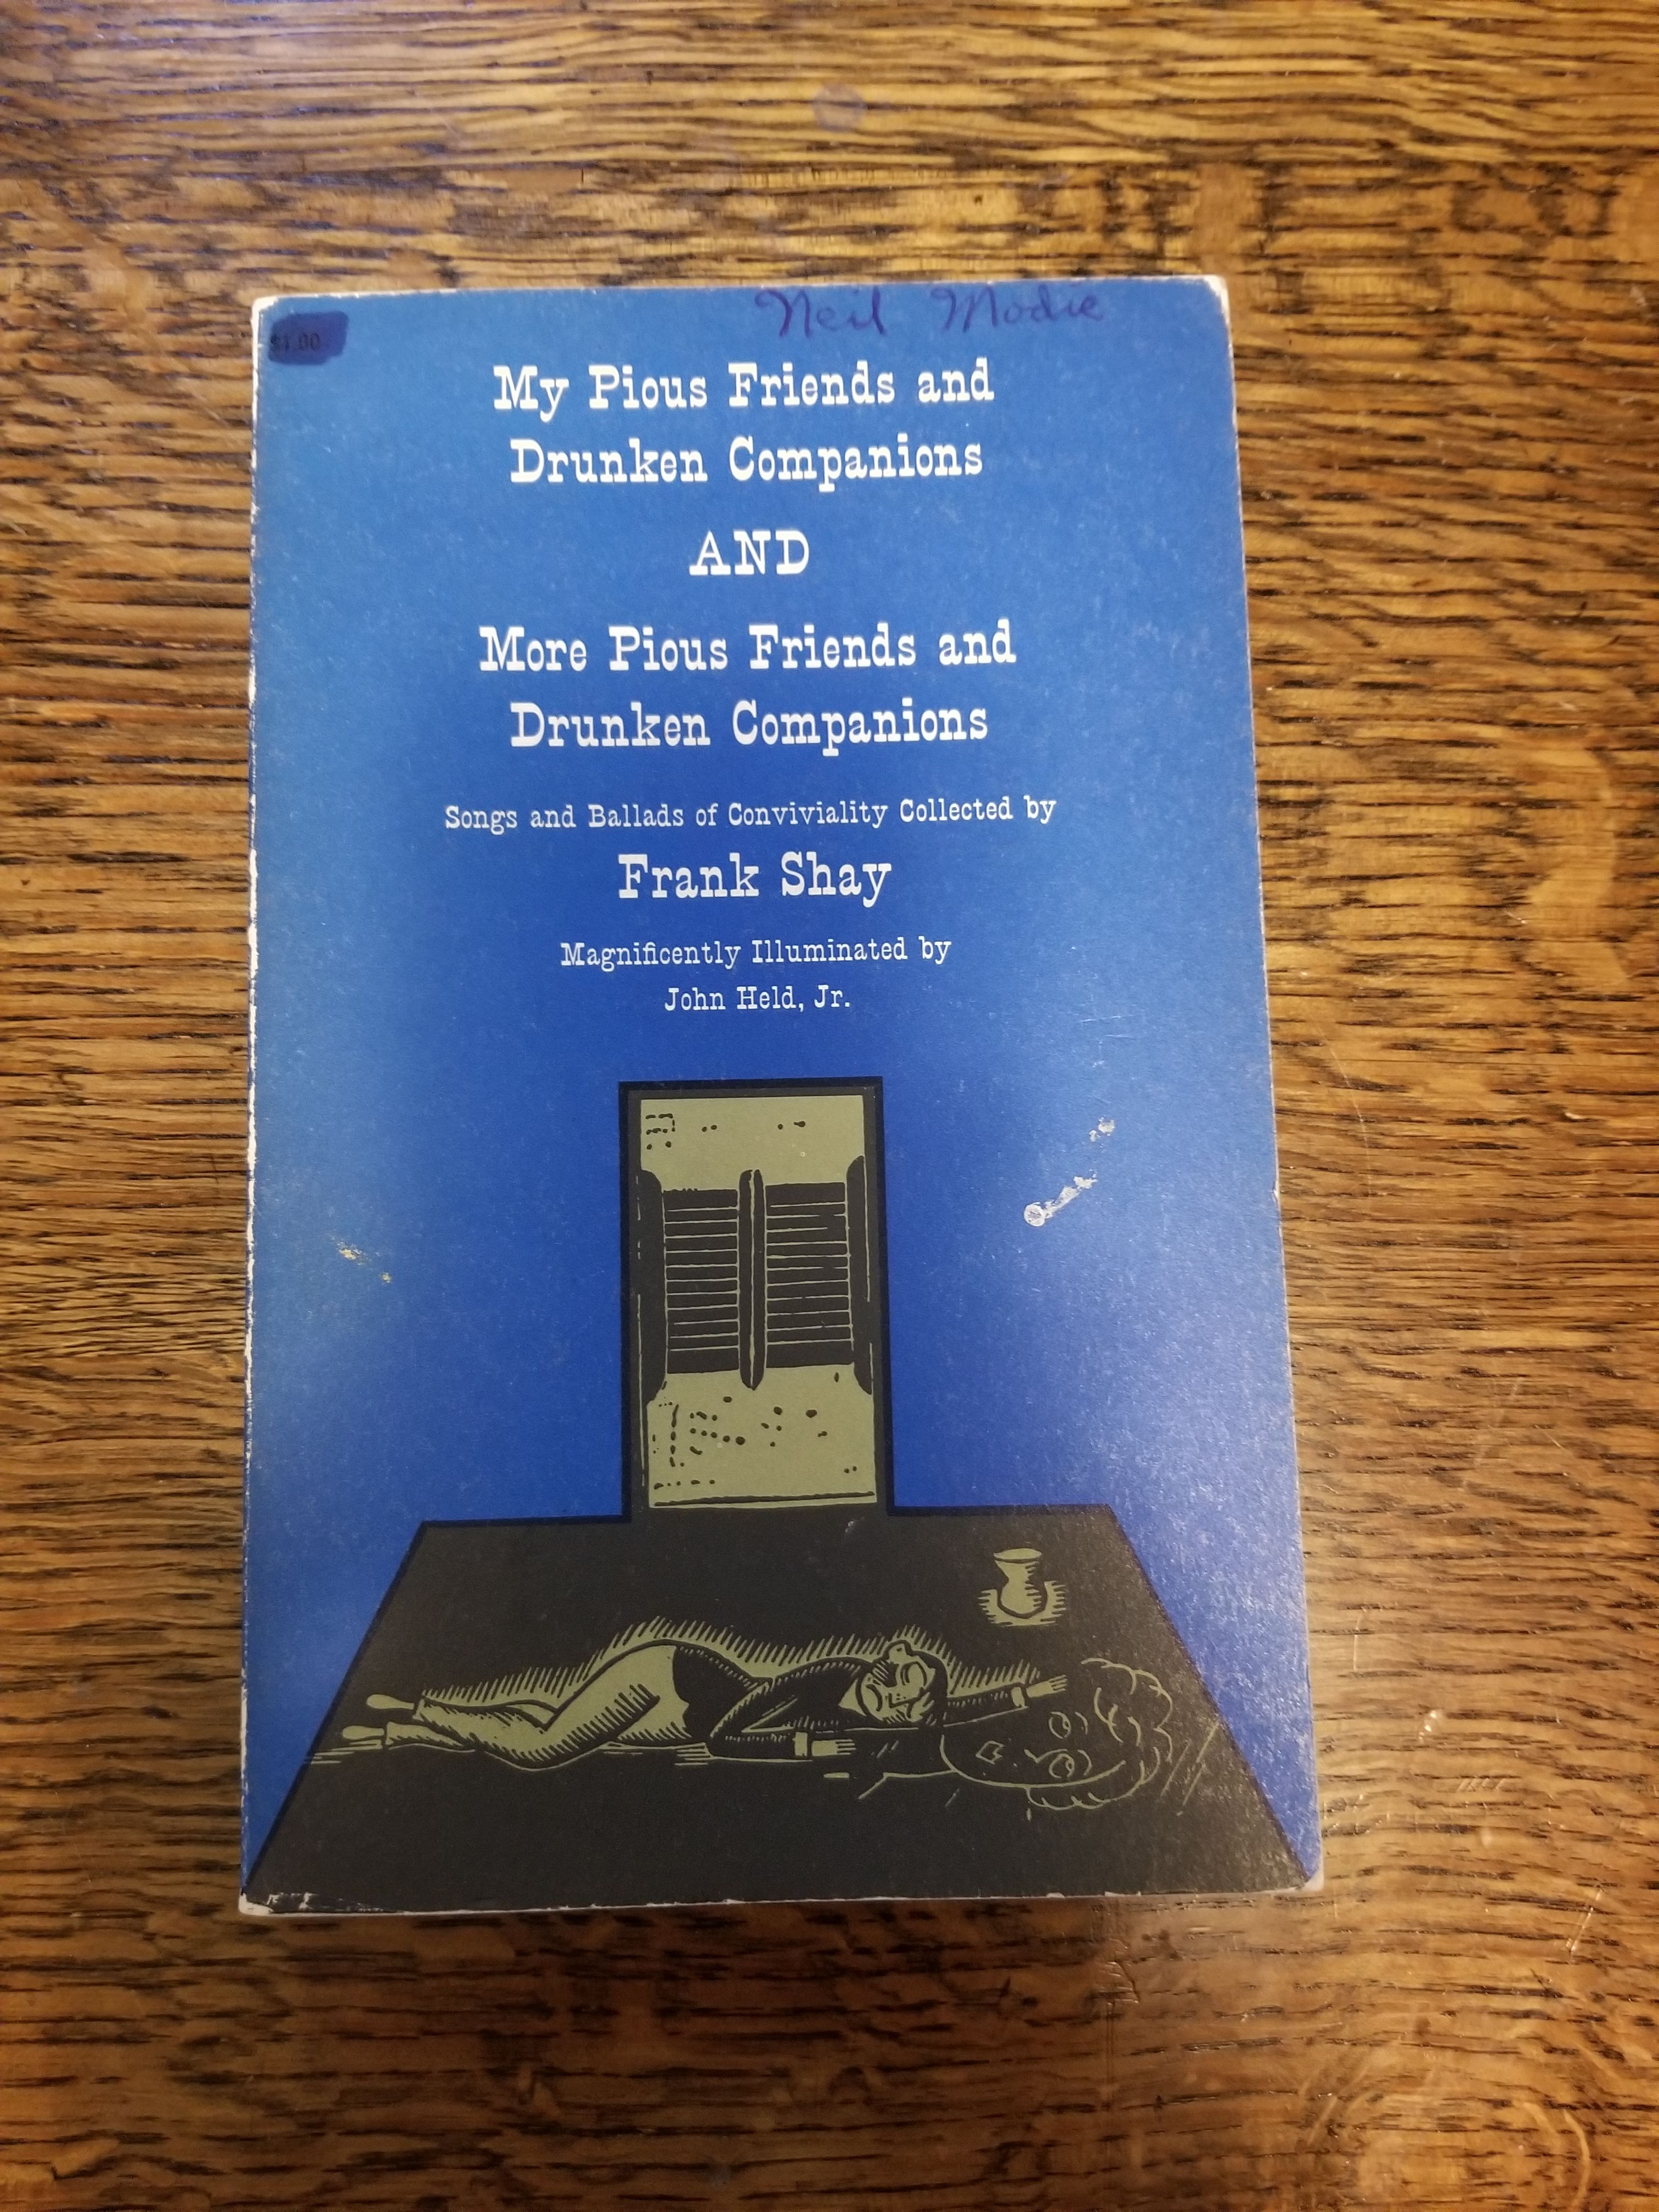 Neil Modie
$1.00
My Pious Friends and
Drunken Companions
AND
More Pious Friends and
Drunken Companions
Songs and Ballads of Conviviality Collected by
Frank Shay
Magnificently Illuminated by
John Held, Jr.